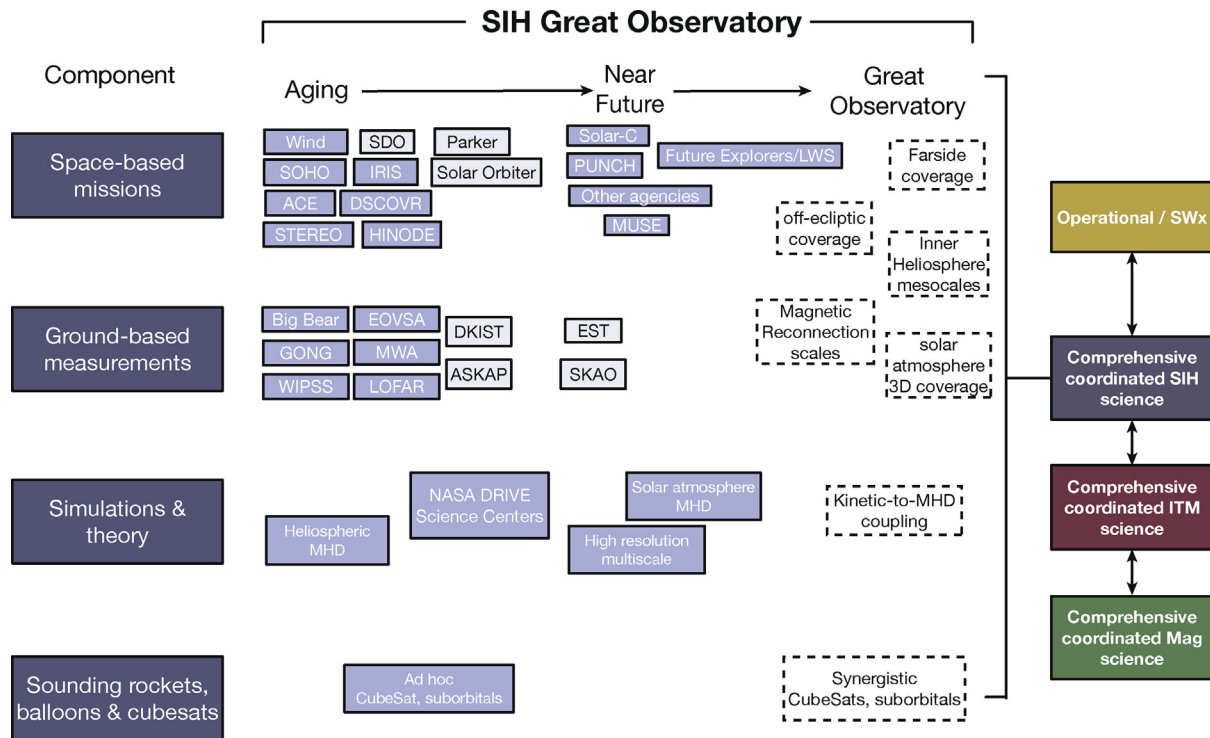 SIH Great Observatory
Component
Aging
Near
Future
Great
Observatory
Space-based
missions
Wind
SDO
Parker
SOHO
IRIS
Solar Orbiter
ACE
DSCOVR
STEREO
HINODE
Solar-C
PUNCH
Future Explorers/LWS
Other agencies
MUSE
Farside
coverage
off-ecliptic
coverage
Inner
Heliosphere
mesocales
Ground-based
measurements
Big Bear
EOVSA
DKIST
GONG
MWA
ASKAP
WIPSS
LOFAR
EST
SKAO
Magnetic
Reconnection
scales
solar
atmosphere
3D coverage
Simulations &
theory
Heliospheric
MHD
NASA DRIVE
Science Centers
Solar atmosphere
MHD
High resolution
multiscale
Kinetic-to-MHD
coupling
Sounding rockets,
balloons & cubesats
Ad hoc
CubeSat, suborbitals
Synergistic
CubeSats, suborbitals
Operational / SWx
Comprehensive
coordinated SIH
science
Comprehensive
coordinated ITM
science
Comprehensive
coordinated Mag
science